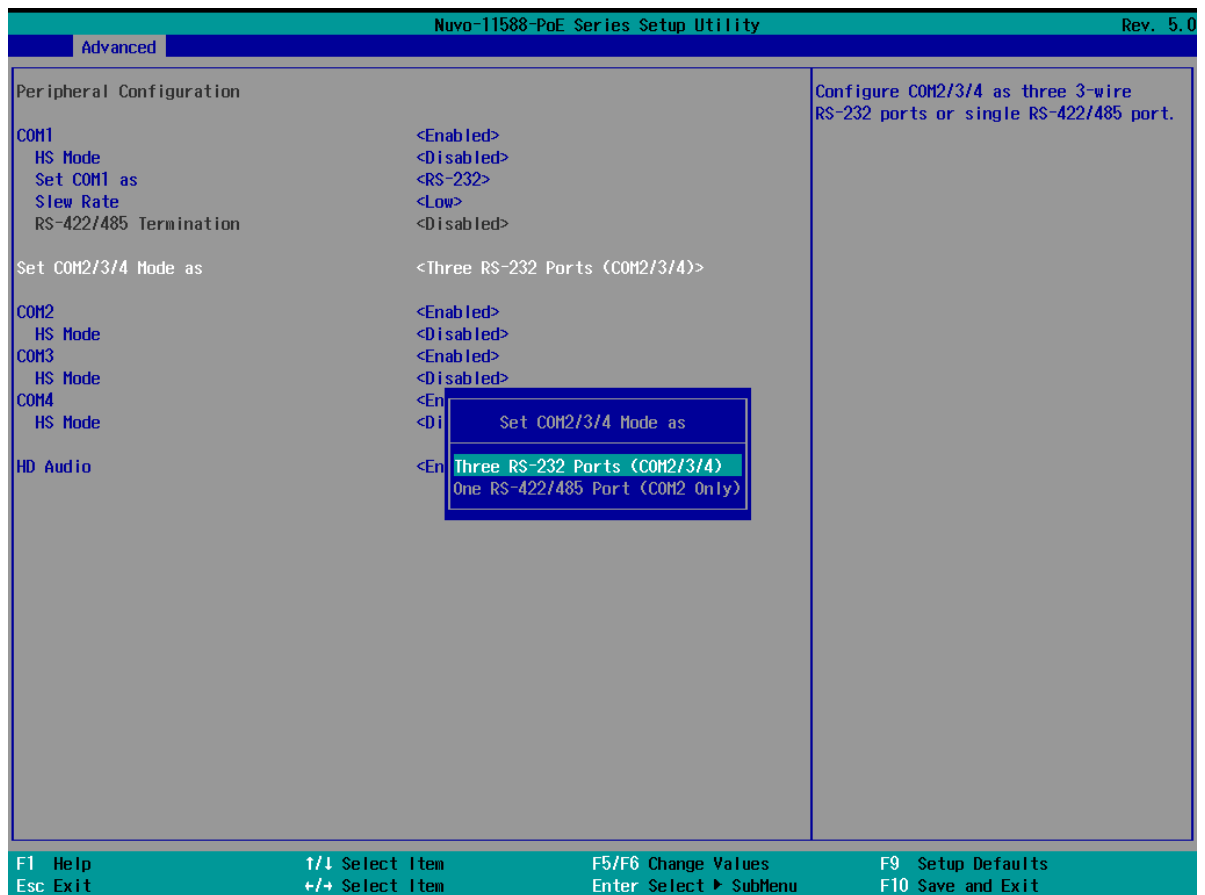 Nuvo-11588-PoE Series Setup Utility Rev. 5.0
Advanced
Peripheral Configuration
COM1 <Enabled>
HS Mode <Disabled>
Set COM1 as <RS-232>
Slew Rate <Low>
RS-422/485 Termination <Disabled>
Set COM2/3/4 Mode as <Three RS-232 Ports (COM2/3/4)>
COM2 <Enabled>
HS Mode <Disabled>
COM3 <Enabled>
HS Mode <Disabled>
COM4 <En
HS Mode <Di
HD Audio <En
Set COM2/3/4 Mode as
Three RS-232 Ports (COM2/3/4)
One RS-422/485 Port (COM2 Only)
Configure COM2/3/4 as three 3-wire
RS-232 ports or single RS-422/485 port.
F1 Help ↑/↓ Select Item F5/F6 Change Values F9 Setup Defaults
Esc Exit ←/→ Select Item Enter Select ▶ SubMenu F10 Save and Exit